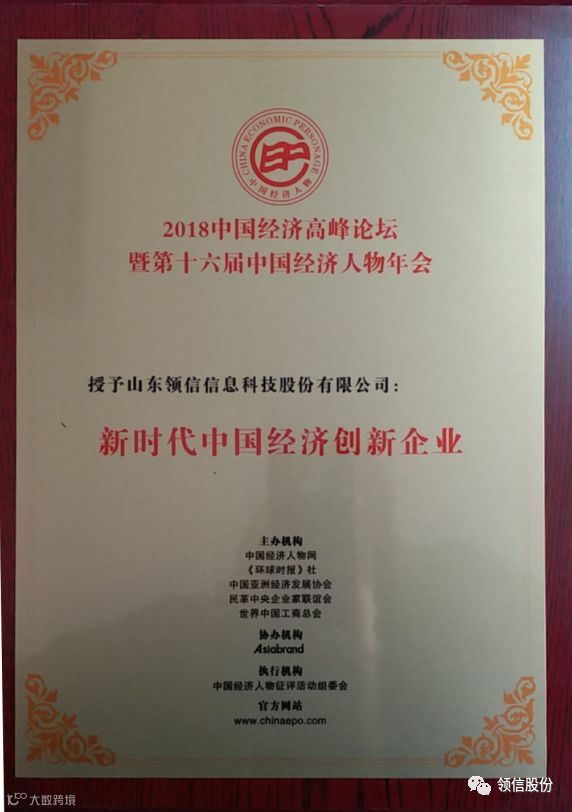 CHINA ECONOMIC PERSONAGE
中国经济人物
2018中国经济高峰论坛
暨第十六届中国经济人物年会
授予山东领信信息科技股份有限公司：
新时代中国经济创新企业
主办机构
中国经济人物网
《环球时报》社
中国亚洲经济发展协会
民革中央企业家联谊会
世界中国工商总会
协办机构
Asiabrand
执行机构
中国经济人物征评活动组委会
官方网站
www.chinaepo.com
大数跨境
领信股份